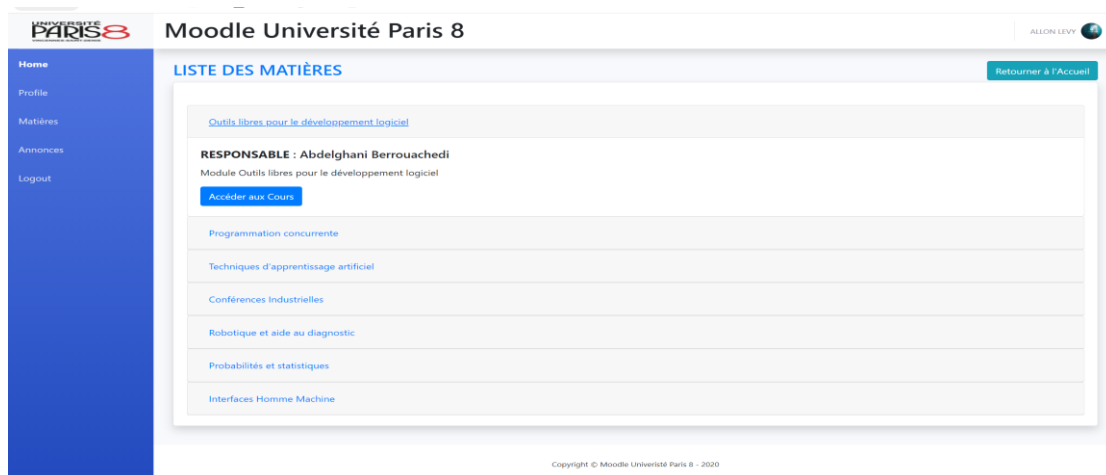 UNIVERSITÉ
PARIS8
Moodle Université Paris 8
ALLON LEVY
Home
Profile
Matières
Annonces
Logout
LISTE DES MATIÈRES
Retourner à l'Accueil
Outils libres pour le développement logiciel
RESPONSABLE : Abdelghani Berrouachedi
Module Outils libres pour le développement logiciel
Accéder aux Cours
Programmation concurrente
Techniques d'apprentissage artificiel
Conférences Industrielles
Robotique et aide au diagnostic
Probabilités et statistiques
Interfaces Homme Machine
Copyright © Moodle Univeristé Paris 8 - 2020